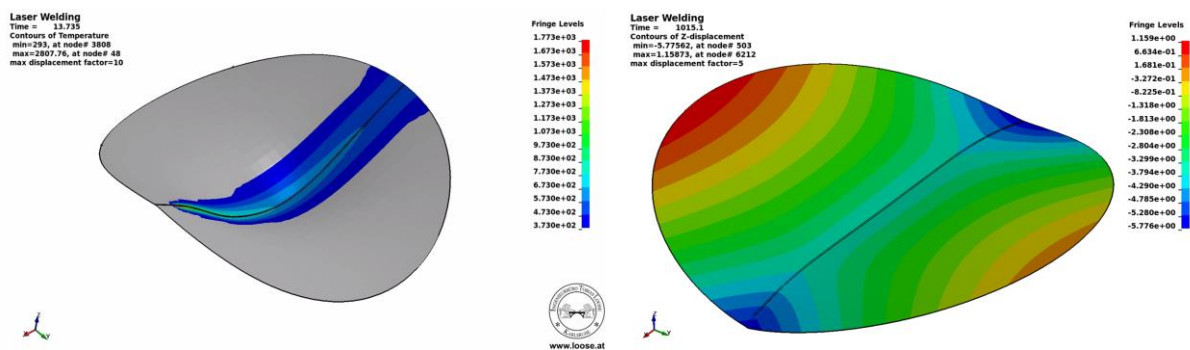 Laser Welding
Time = 13.735
Contours of Temperature
min=293, at node# 3808
max=2807.76, at node# 48
max displacement factor=10
Fringe Levels
1.773e+03
1.673e+03
1.573e+03
1.473e+03
1.373e+03
1.273e+03
1.173e+03
1.073e+03
9.730e+02
8.730e+02
7.730e+02
6.730e+02
5.730e+02
4.730e+02
3.730e+02
Z
X
Y
INGENIEURBÜRO TOBIAS LOOSE
KARLSRUHE
www.loose.at
Laser Welding
Time = 1015.1
Contours of Z-displacement
min=-5.77562, at node# 503
max=1.15873, at node# 6212
max displacement factor=5
Fringe Levels
1.159e+00
6.634e-01
1.681e-01
-3.272e-01
-8.225e-01
-1.318e+00
-1.813e+00
-2.308e+00
-2.804e+00
-3.299e+00
-3.794e+00
-4.290e+00
-4.785e+00
-5.280e+00
-5.776e+00
Z
X
Y